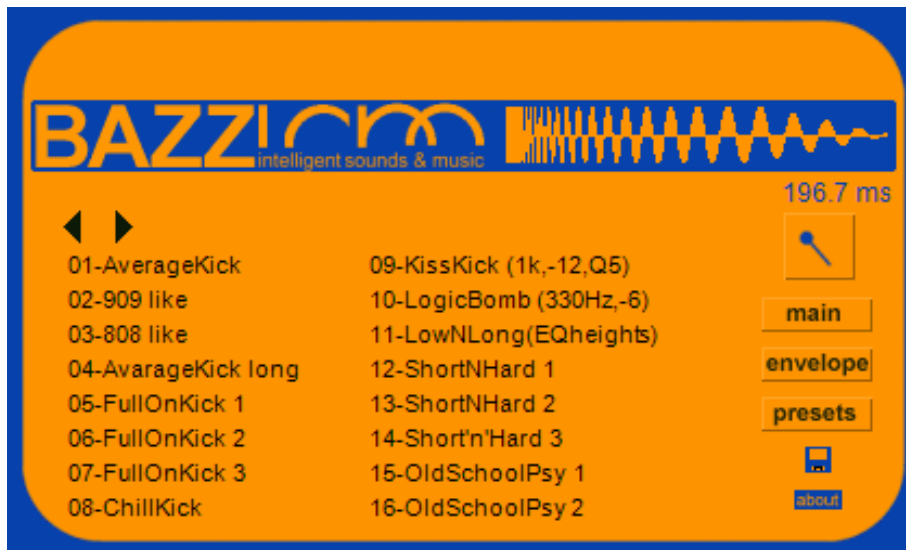 BAZZ!sm
intelligent sounds & music
196.7 ms
01-AverageKick
02-909 like
03-808 like
04-AvarageKick long
05-FullOnKick 1
06-FullOnKick 2
07-FullOnKick 3
08-ChillKick
09-KissKick (1k,-12,Q5)
10-LogicBomb (330Hz,-6)
11-LowNLong(EQheights)
12-ShortNHard 1
13-ShortNHard 2
14-Short'n'Hard 3
15-OldSchoolPsy 1
16-OldSchoolPsy 2
main
envelope
presets
about